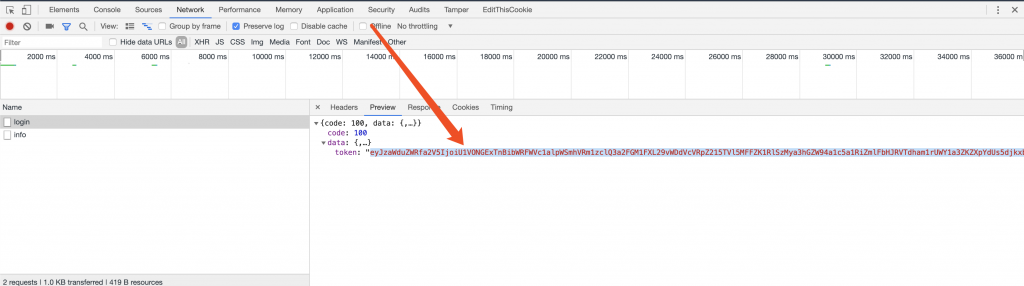 Elements Console Sources Network Performance Memory Application Security Audits Tamper EditThisCookie
View: Group by frame Preserve log Disable cache Offline No throttling
Filter Hide data URLs All XHR JS CSS Img Media Font Doc WS Manifest Other
2000 ms 4000 ms 6000 ms 8000 ms 10000 ms 12000 ms 14000 ms 16000 ms 18000 ms 20000 ms 22000 ms 24000 ms 26000 ms 28000 ms 30000 ms 32000 ms 34000 ms 36000 ms
Name
login
info
2 requests | 1.0 KB transferred | 419 B resources
Headers Preview Cookies Timing
{code: 100, data: {,…}}
code: 100
data: {,…}
token: